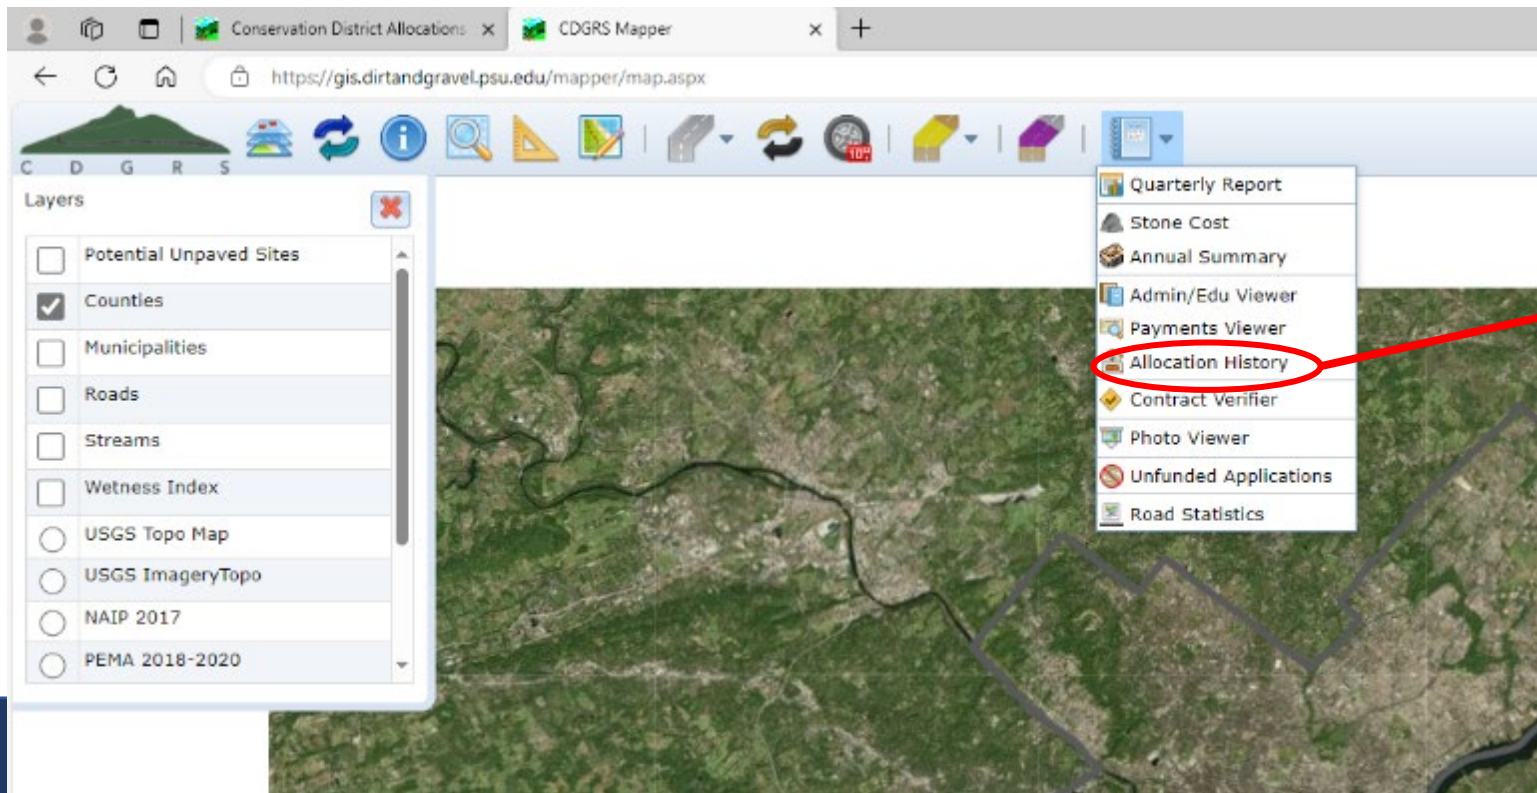 Conservation District Allocations
CDGRS Mapper
https://gis.dirtandgravel.psu.edu/mapper/map.aspx
C D G R S
10"
Layers
Potential Unpaved Sites
Counties
Municipalities
Roads
Streams
Wetness Index
USGS Topo Map
USGS ImageryTopo
NAIP 2017
PEMA 2018-2020
Quarterly Report
Stone Cost
Annual Summary
Admin/Edu Viewer
Payments Viewer
Allocation History
Contract Verifier
Photo Viewer
Unfunded Applications
Road Statistics